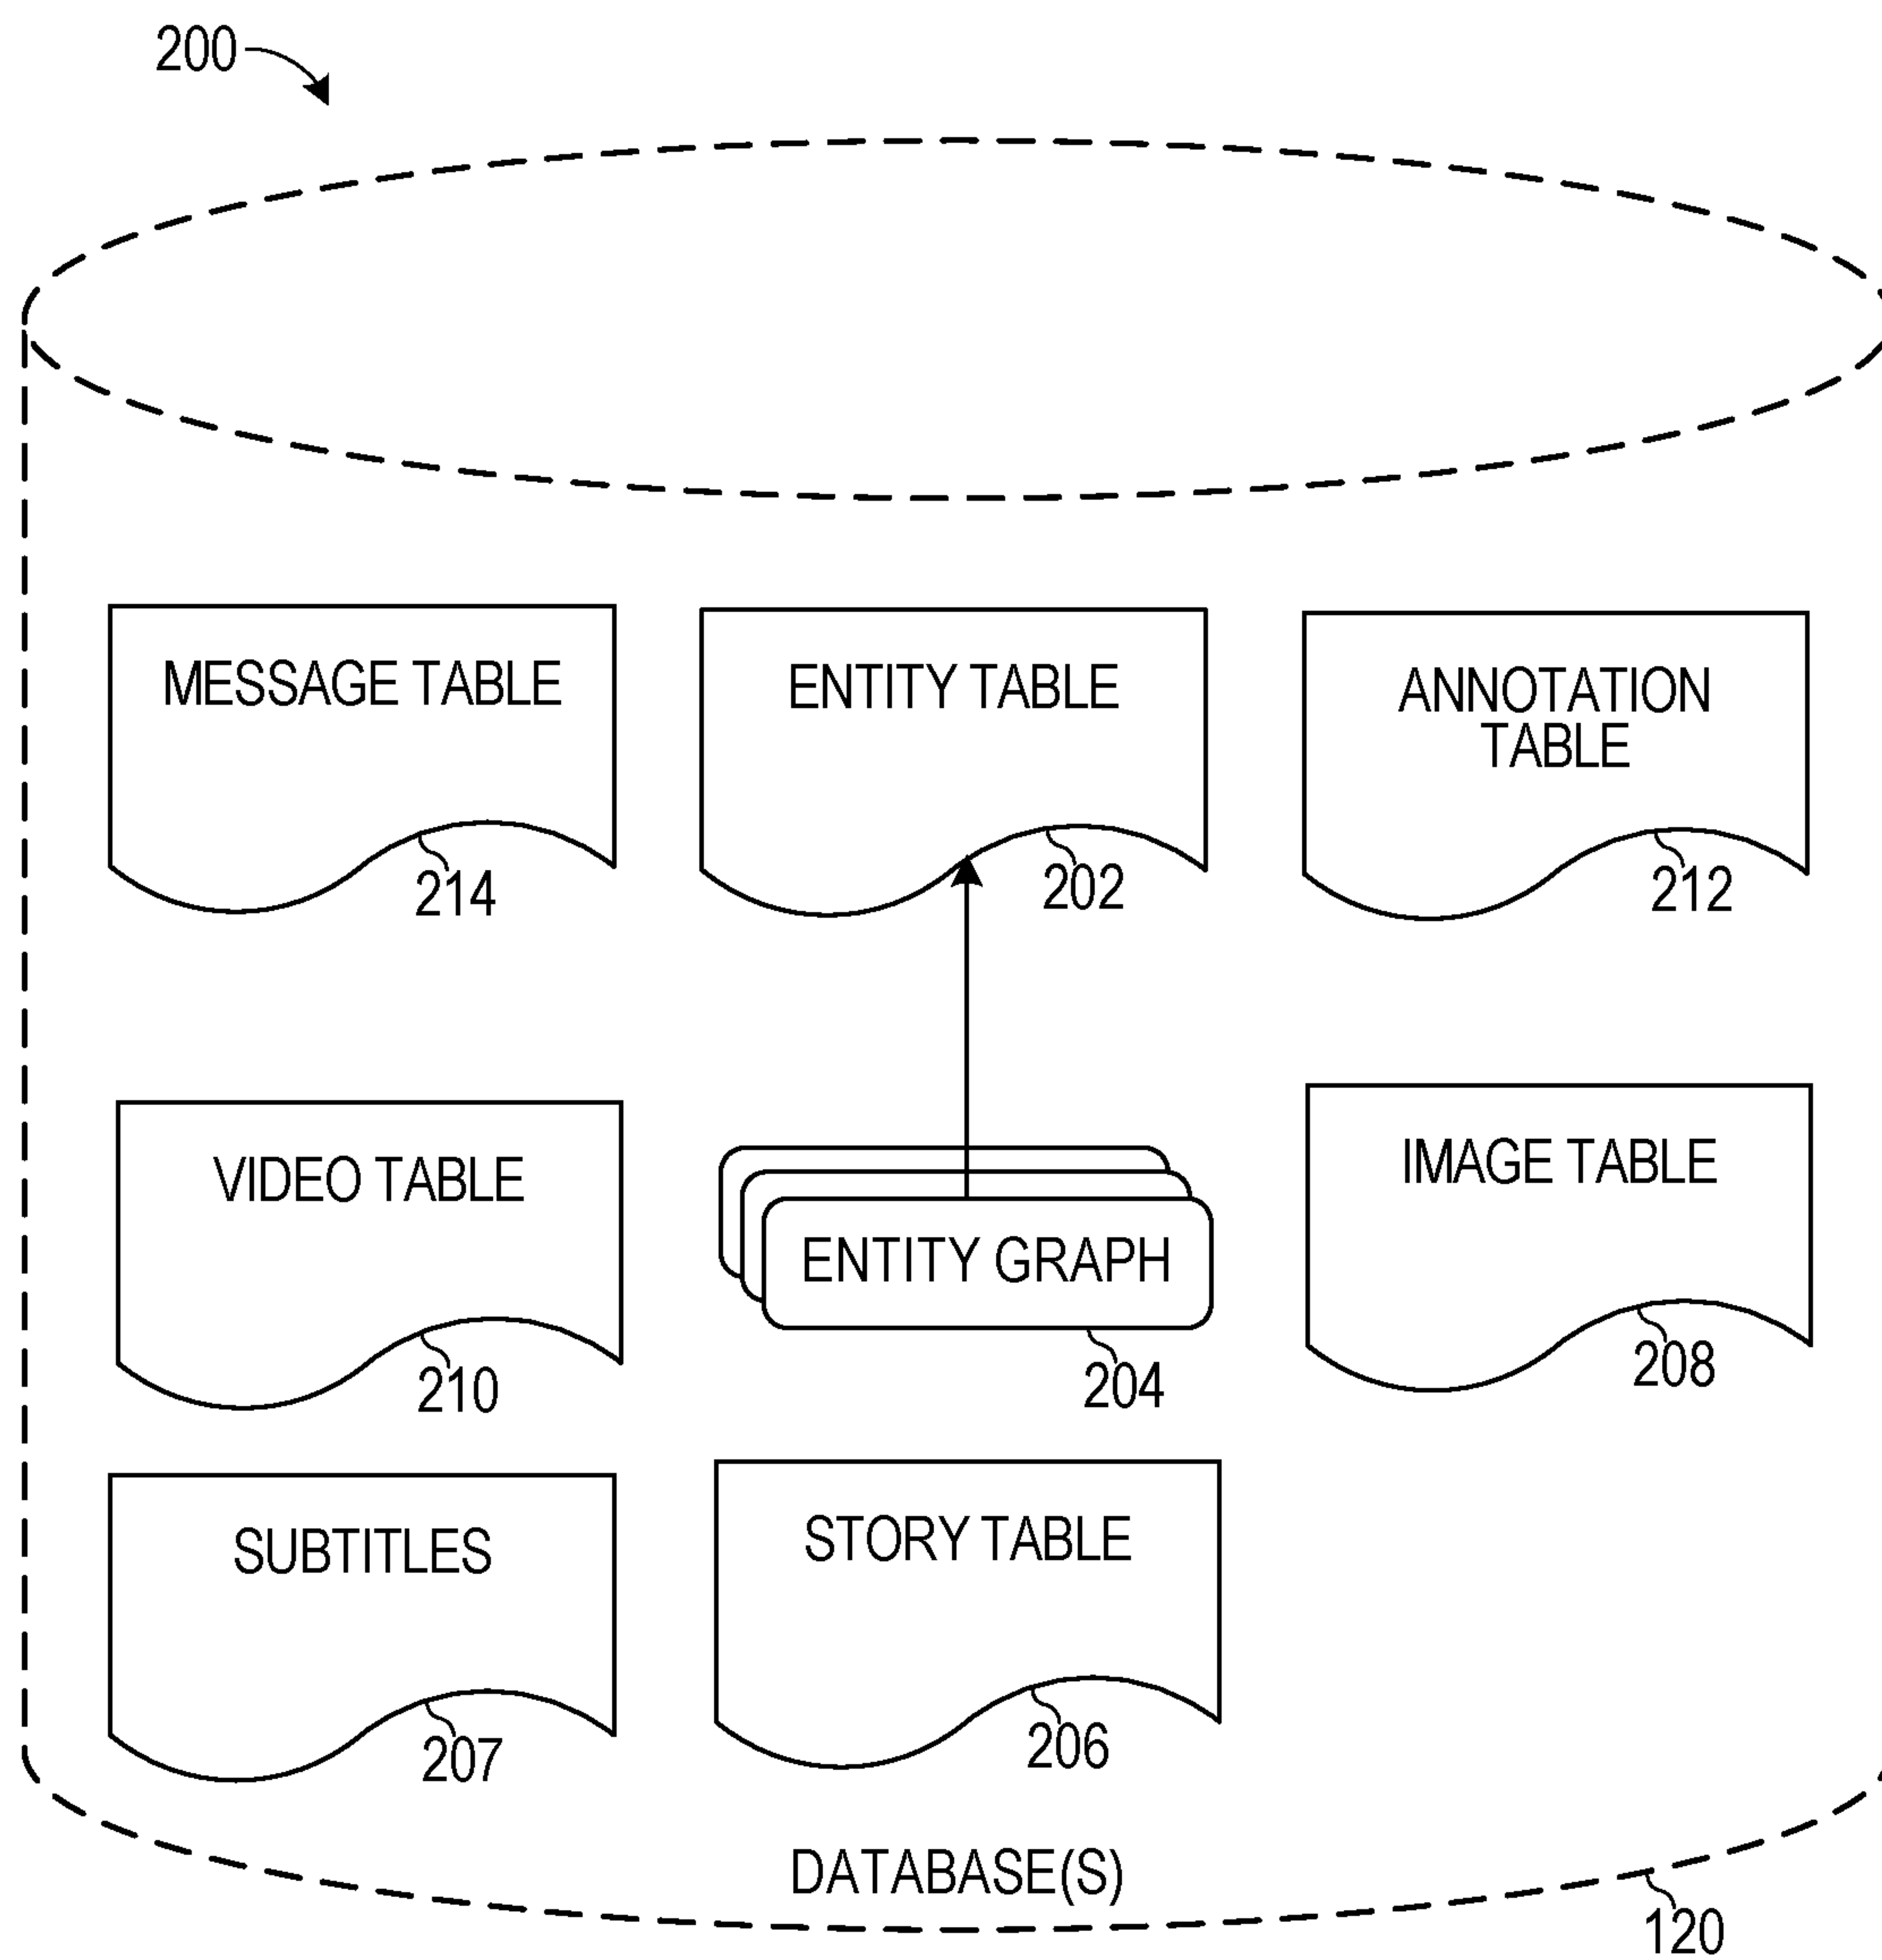 200
MESSAGE TABLE
214
ENTITY TABLE
202
ANNOTATION
TABLE
212
VIDEO TABLE
210
ENTITY GRAPH
204
IMAGE TABLE
208
SUBTITLES
207
STORY TABLE
206
DATABASE(S)
120